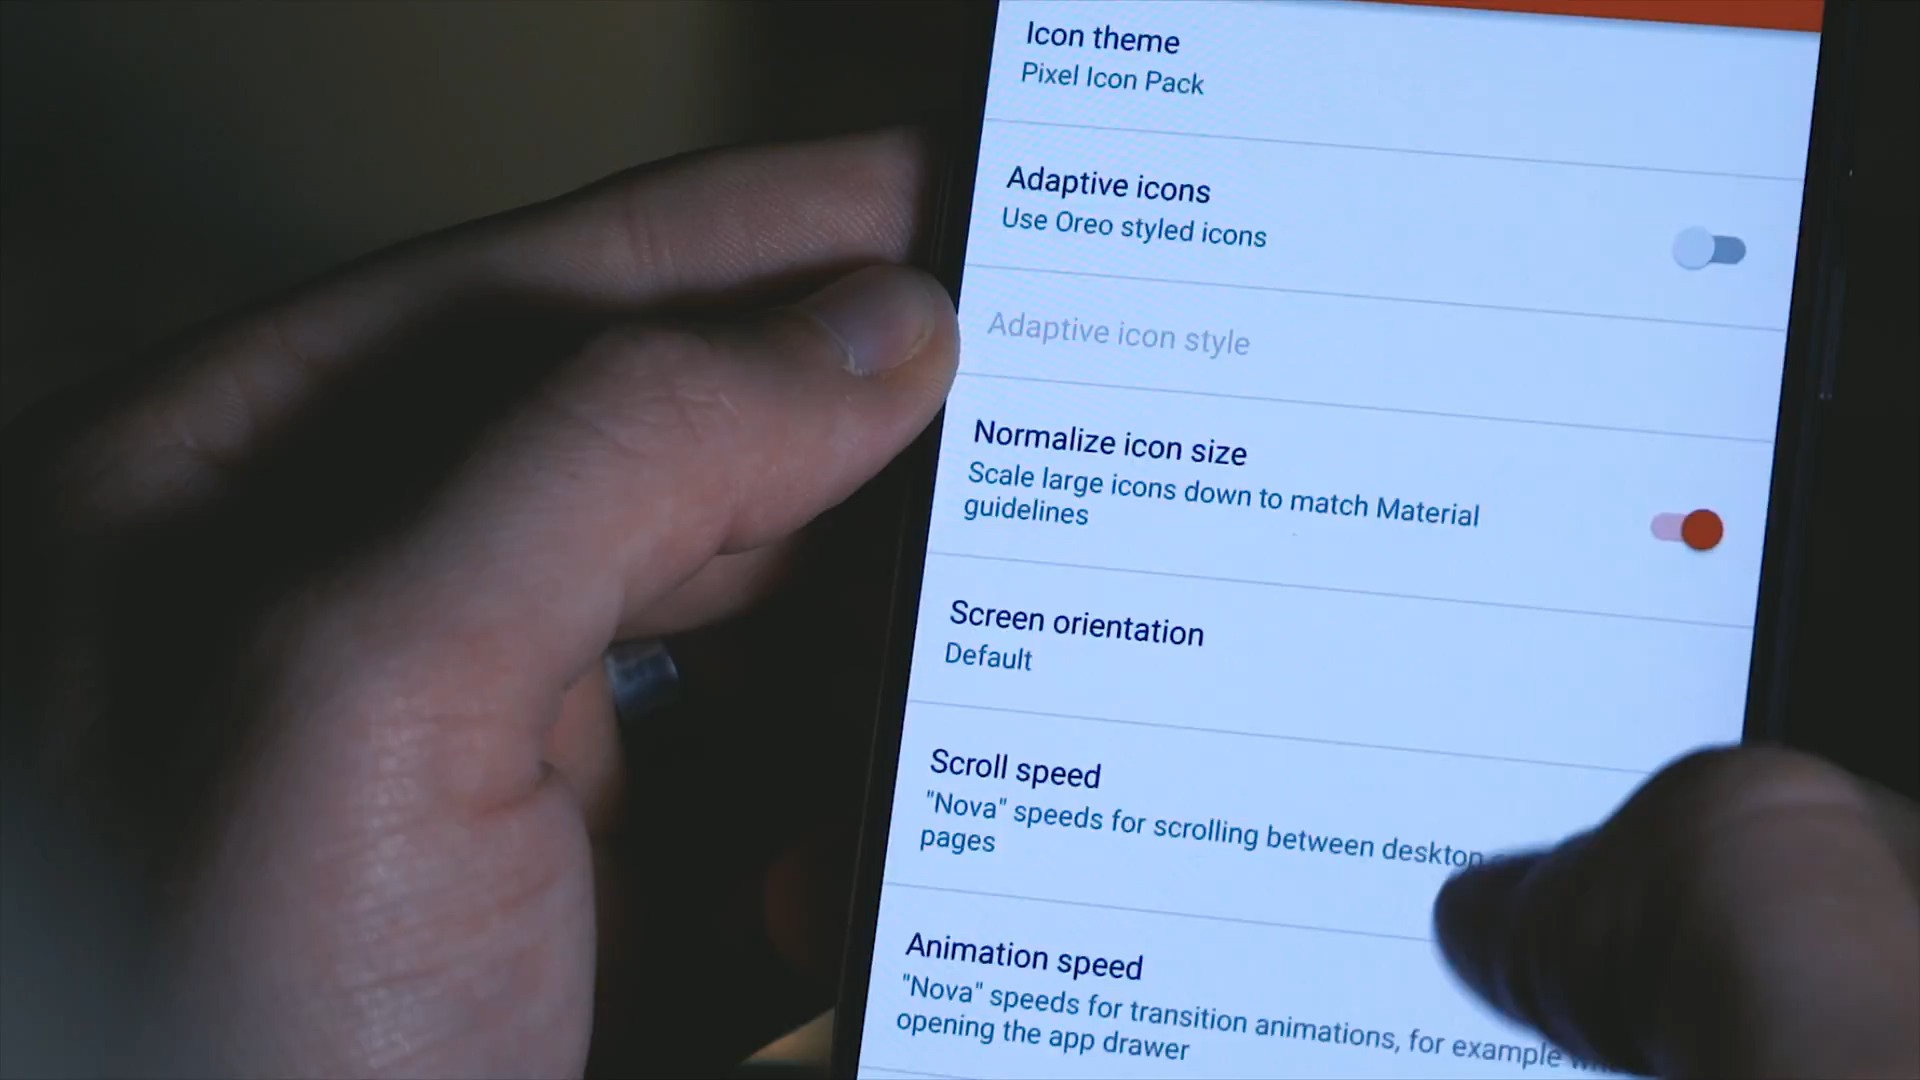 Icon theme
Pixel Icon Pack
Adaptive icons
Use Oreo styled icons
Adaptive icon style
Normalize icon size
Scale large icons down to match Material
guidelines
Screen orientation
Default
Scroll speed
"Nova" speeds for scrolling between desktop
pages
Animation speed
"Nova" speeds for transition animations, for example
opening the app drawer